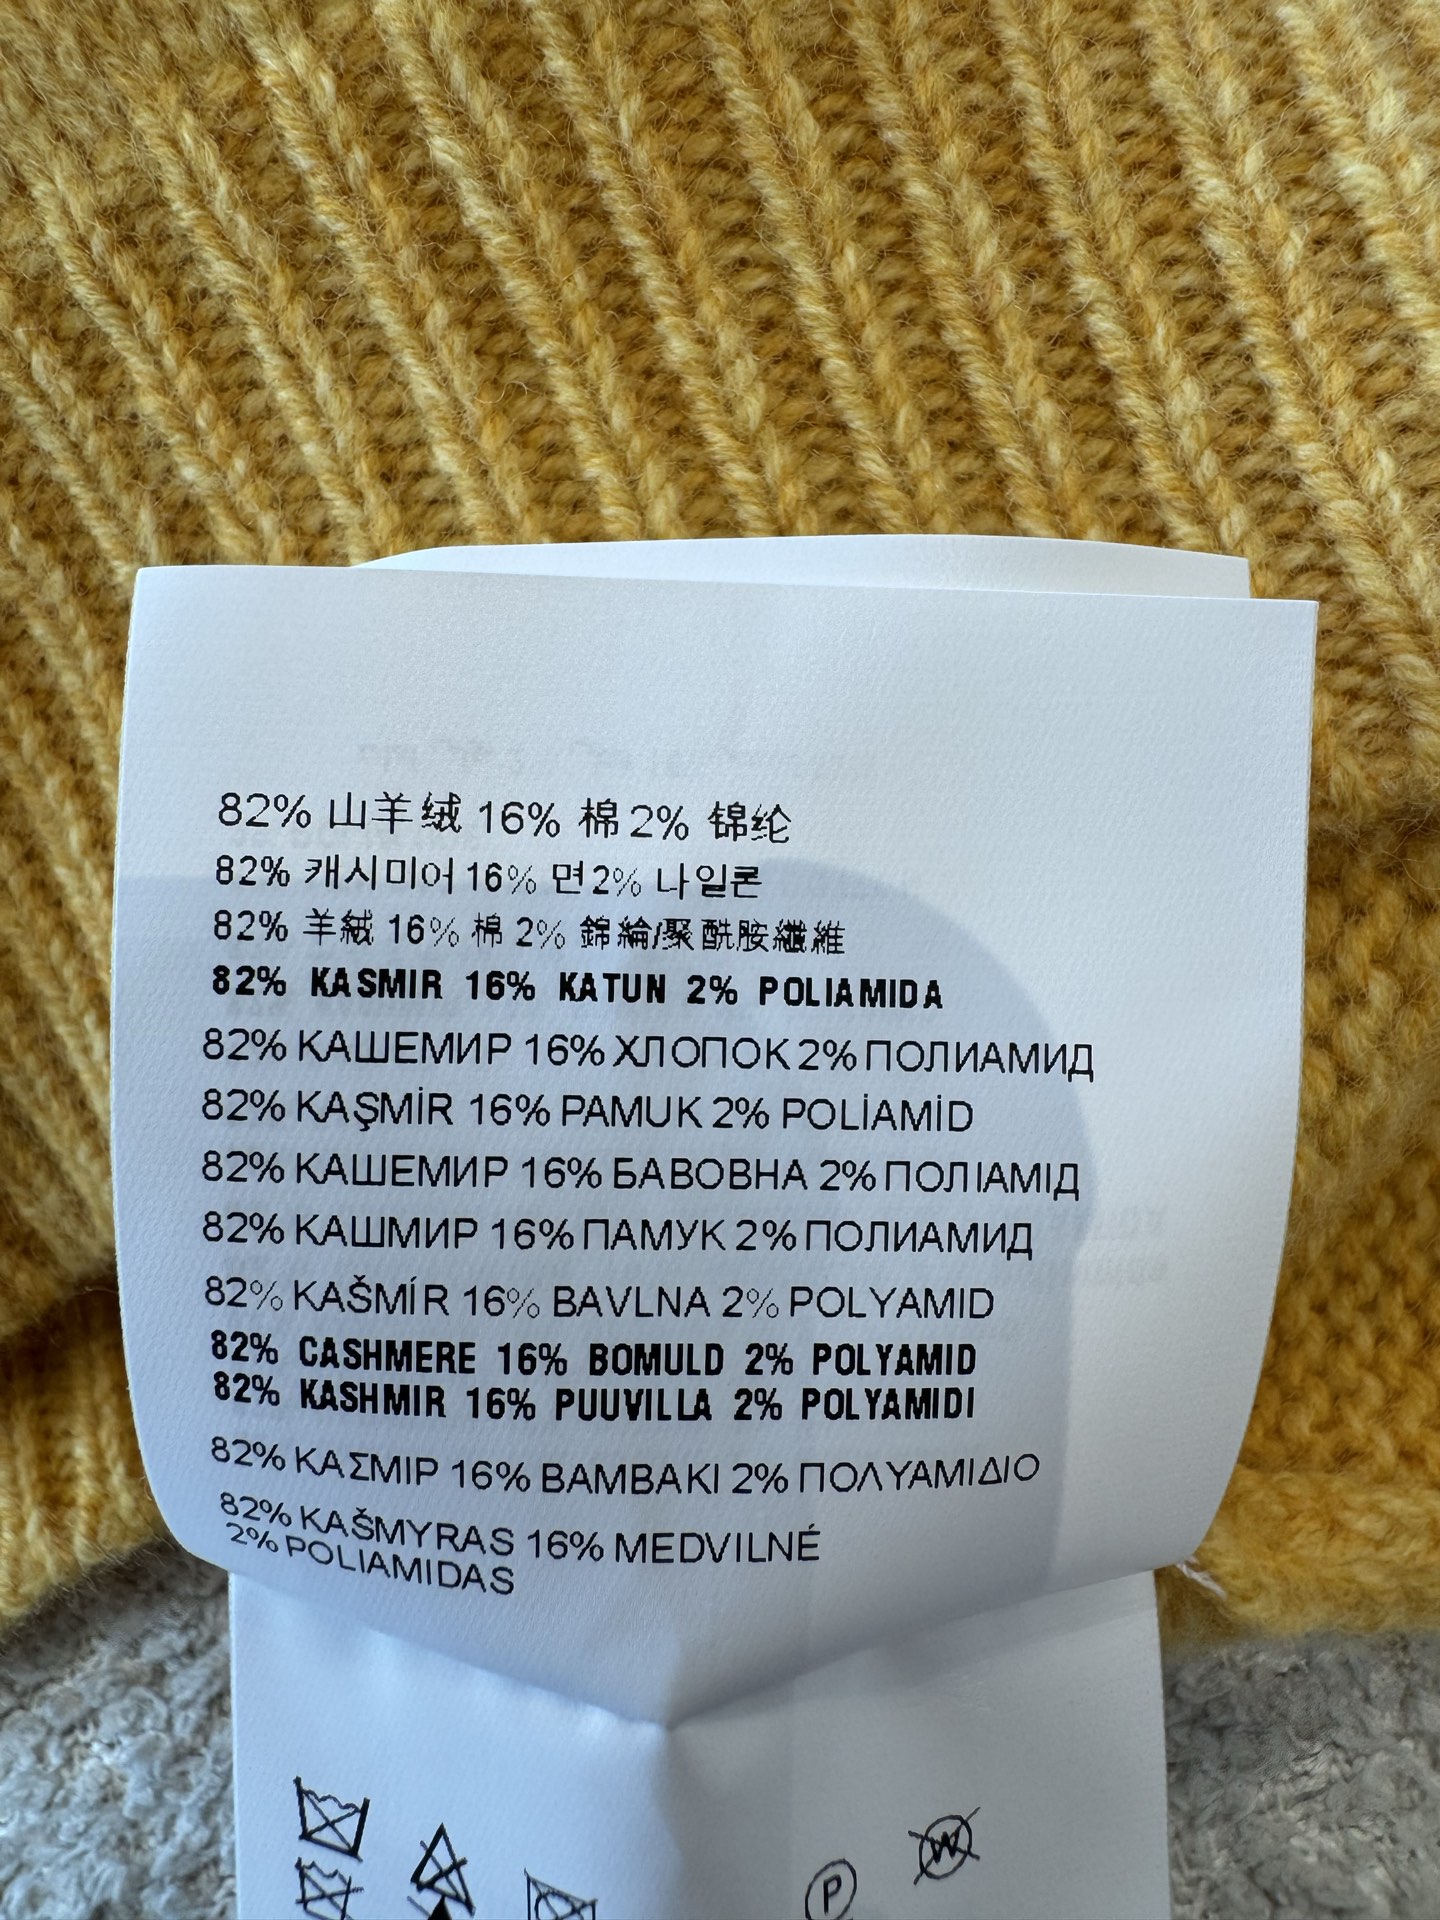 82% 山羊绒 16% 棉 2% 锦纶
82% 캐시미어 16% 면 2% 나일론
82% 羊絨 16% 棉 2% 錦綸/聚酰胺纖維
82% KASMIR 16% KATUN 2% POLIAMIDA
82% КАШЕМИР 16% ХЛОПОК 2% ПОЛИАМИД
82% KAŞMİR 16% PAMUK 2% POLİAMİD
82% КАШЕМИР 16% БАВОВНА 2% ПОЛІАМІД
82% КАШМИР 16% ПАМУК 2% ПОЛИАМИД
82% KAŠMÍR 16% BAVLNA 2% POLYAMID
82% CASHMERE 16% BOMULD 2% POLYAMID
82% KASHMIR 16% PUUVILLA 2% POLYAMIDI
82% ΚΑΣΜΙΡ 16% ΒΑΜΒΑΚΙ 2% ΠΟΛΥΑΜΙΔΙΟ
82% KAŠMYRAS 16% MEDVILNÉ
2% POLIAMIDAS
W
P